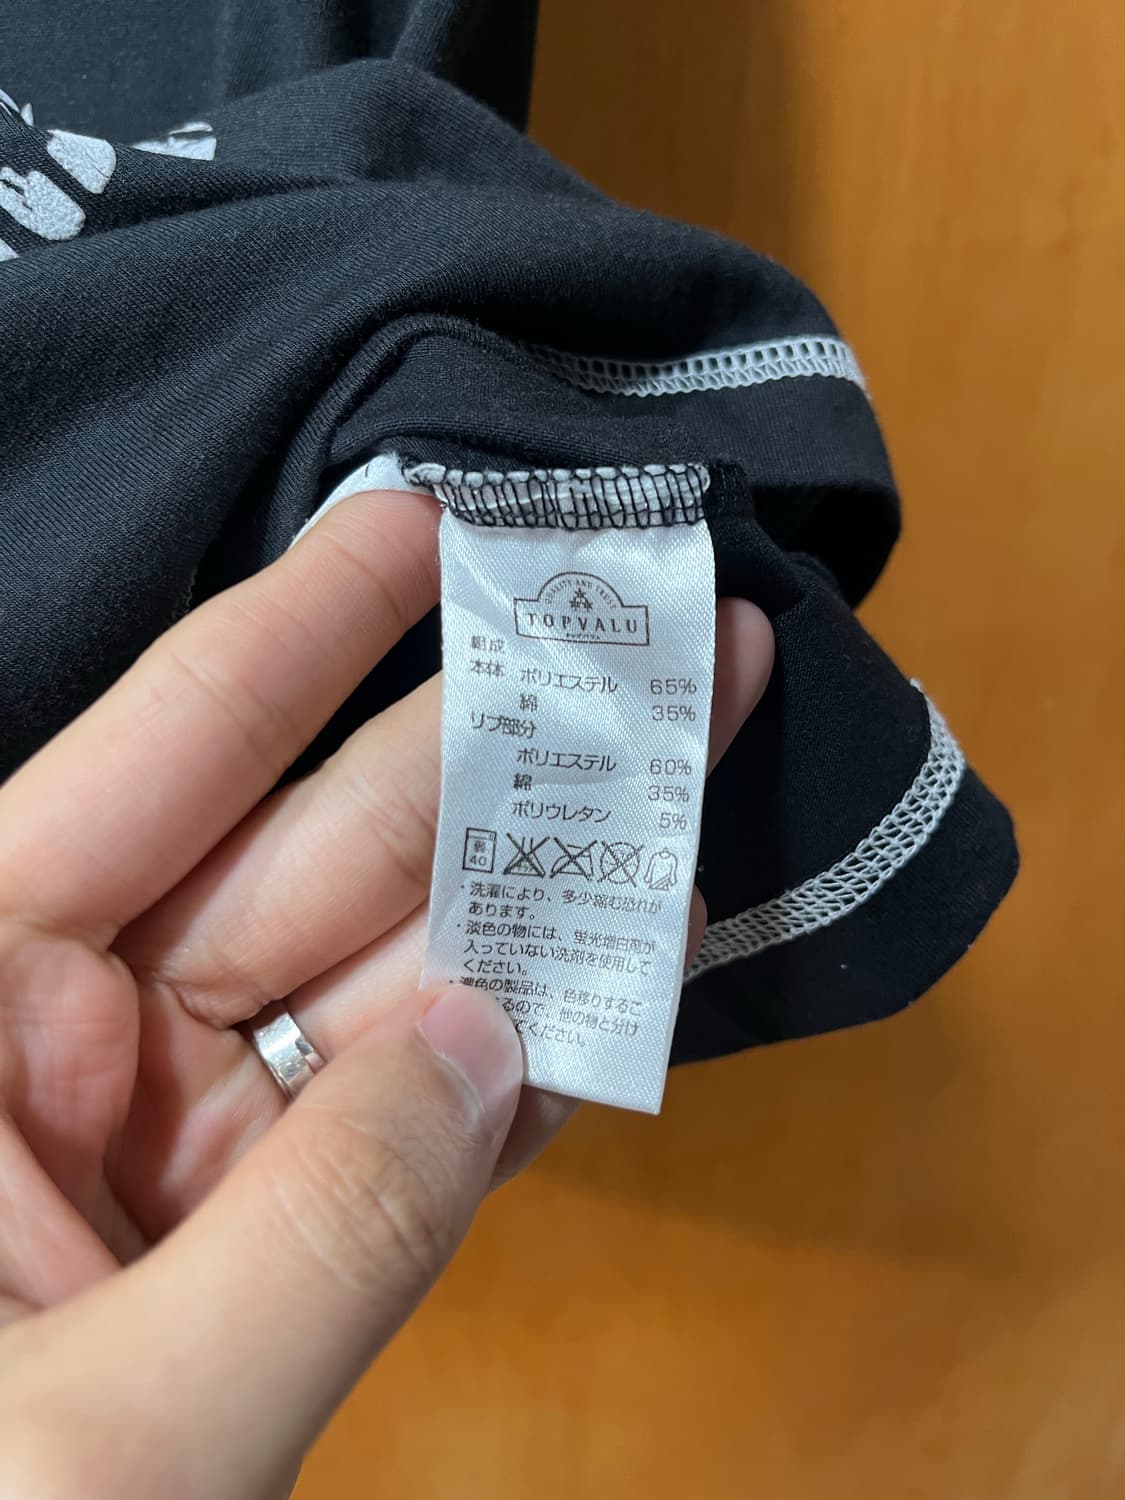 QUALITY AND TRUST
TOPVALU
トップバリュ
組成
本体 ポリエステル 65%
綿 35%
リブ部分
ポリエステル 60%
綿 35%
ポリウレタン 5%
弱 40
・洗濯により、多少縮む恐れが
あります。
・淡色の物には、蛍光増白剤が
入っていない洗剤を使用して
ください。
・濃色の製品は、色移りするこ
るので、他の物と分け
てください。